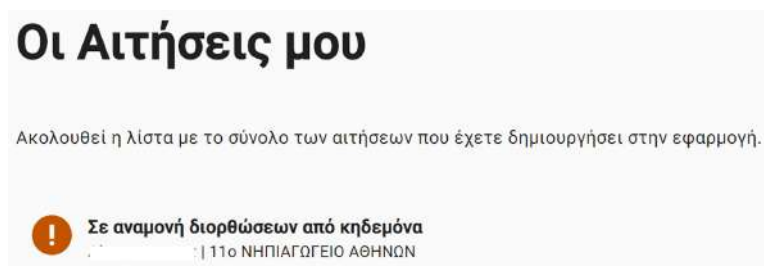 Οι Αιτήσεις μου
Ακολουθεί η λίστα με το σύνολο των αιτήσεων που έχετε δημιουργήσει στην εφαρμογή.
!
Σε αναμονή διορθώσεων από κηδεμόνα
| 11ο ΝΗΠΙΑΓΩΓΕΙΟ ΑΘΗΝΩΝ